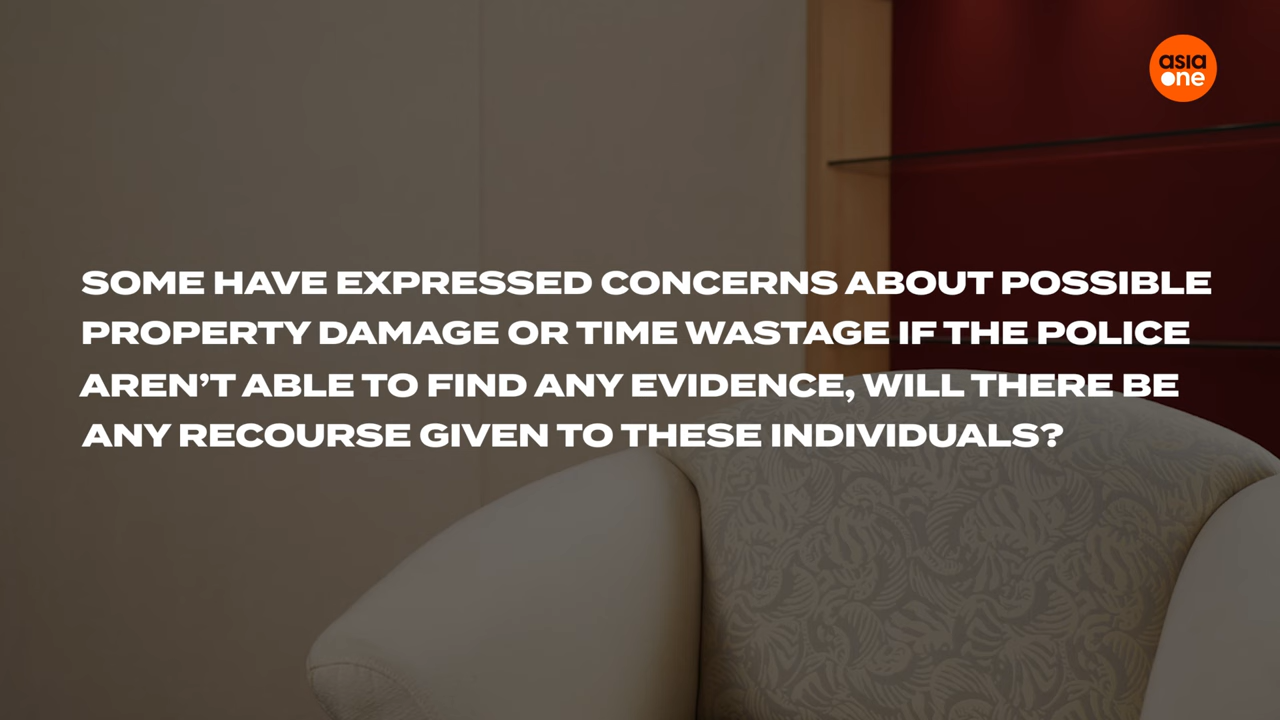 asia
one
SOME HAVE EXPRESSED CONCERNS ABOUT POSSIBLE
PROPERTY DAMAGE OR TIME WASTAGE IF THE POLICE
AREN'T ABLE TO FIND ANY EVIDENCE, WILL THERE BE
ANY RECOURSE GIVEN TO THESE INDIVIDUALS?